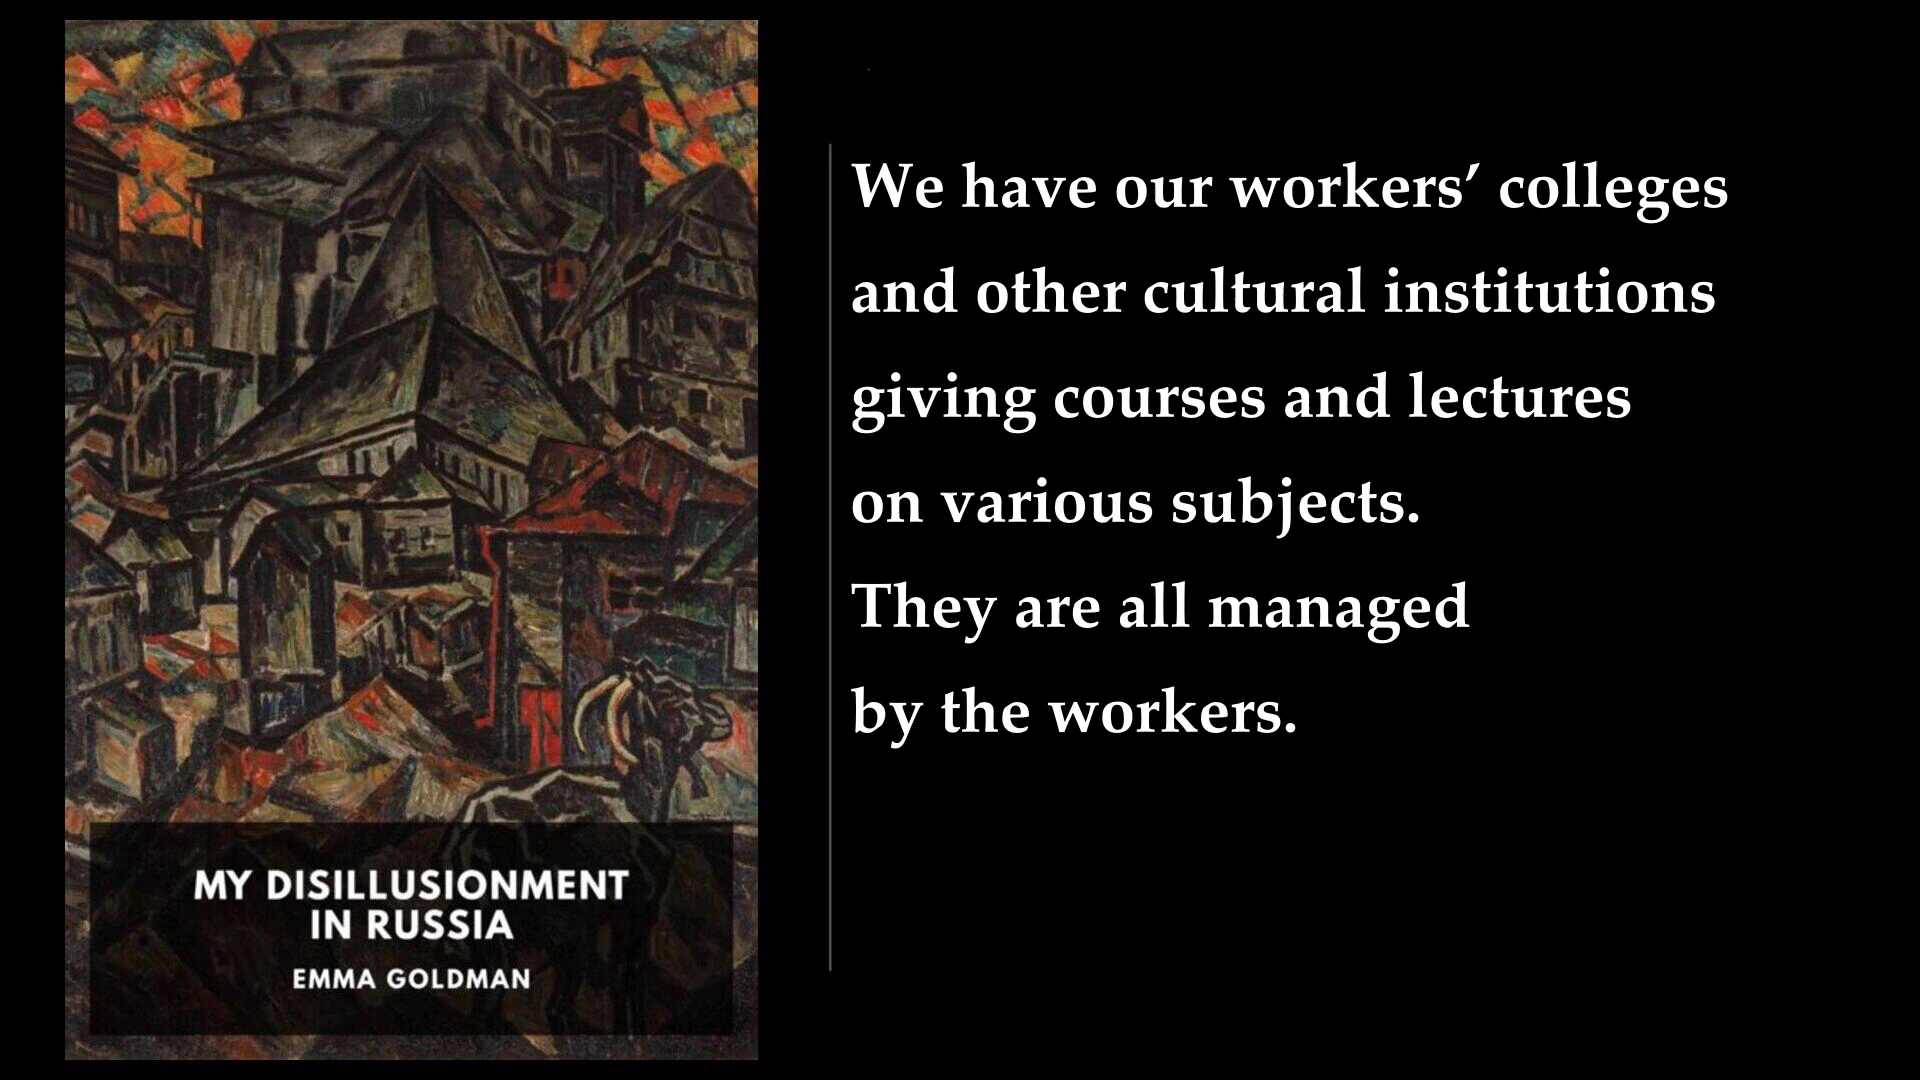 MY DISILLUSIONMENT
IN RUSSIA
EMMA GOLDMAN
We have our workers’ colleges
and other cultural institutions
giving courses and lectures
on various subjects.
They are all managed
by the workers.